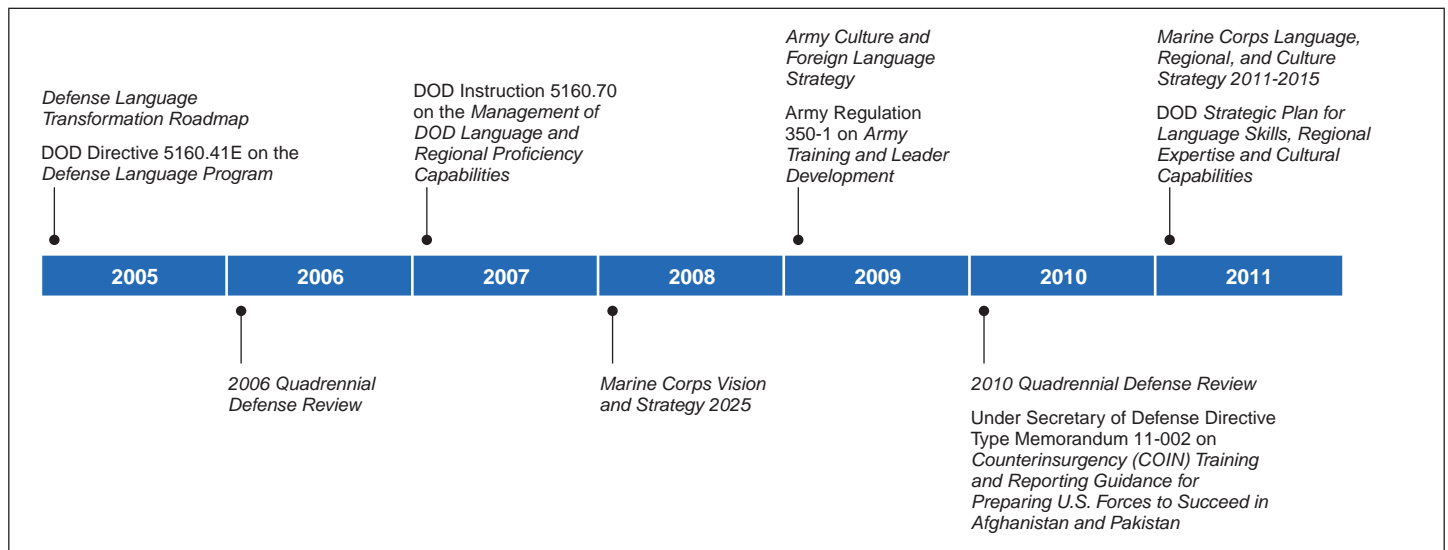 Defense Language
Transformation Roadmap
DOD Directive 5160.41E on the
Defense Language Program
DOD Instruction 5160.70
on the Management of
DOD Language and
Regional Proficiency
Capabilities
Army Culture and
Foreign Language
Strategy
Army Regulation
350-1 on Army
Training and Leader
Development
Marine Corps Language,
Regional, and Culture
Strategy 2011-2015
DOD Strategic Plan for
Language Skills, Regional
Expertise and Cultural
Capabilities
2005 2006 2007 2008 2009 2010 2011
2006 Quadrennial
Defense Review
Marine Corps Vision
and Strategy 2025
2010 Quadrennial Defense Review
Under Secretary of Defense Directive
Type Memorandum 11-002 on
Counterinsurgency (COIN) Training
and Reporting Guidance for
Preparing U.S. Forces to Succeed in
Afghanistan and Pakistan